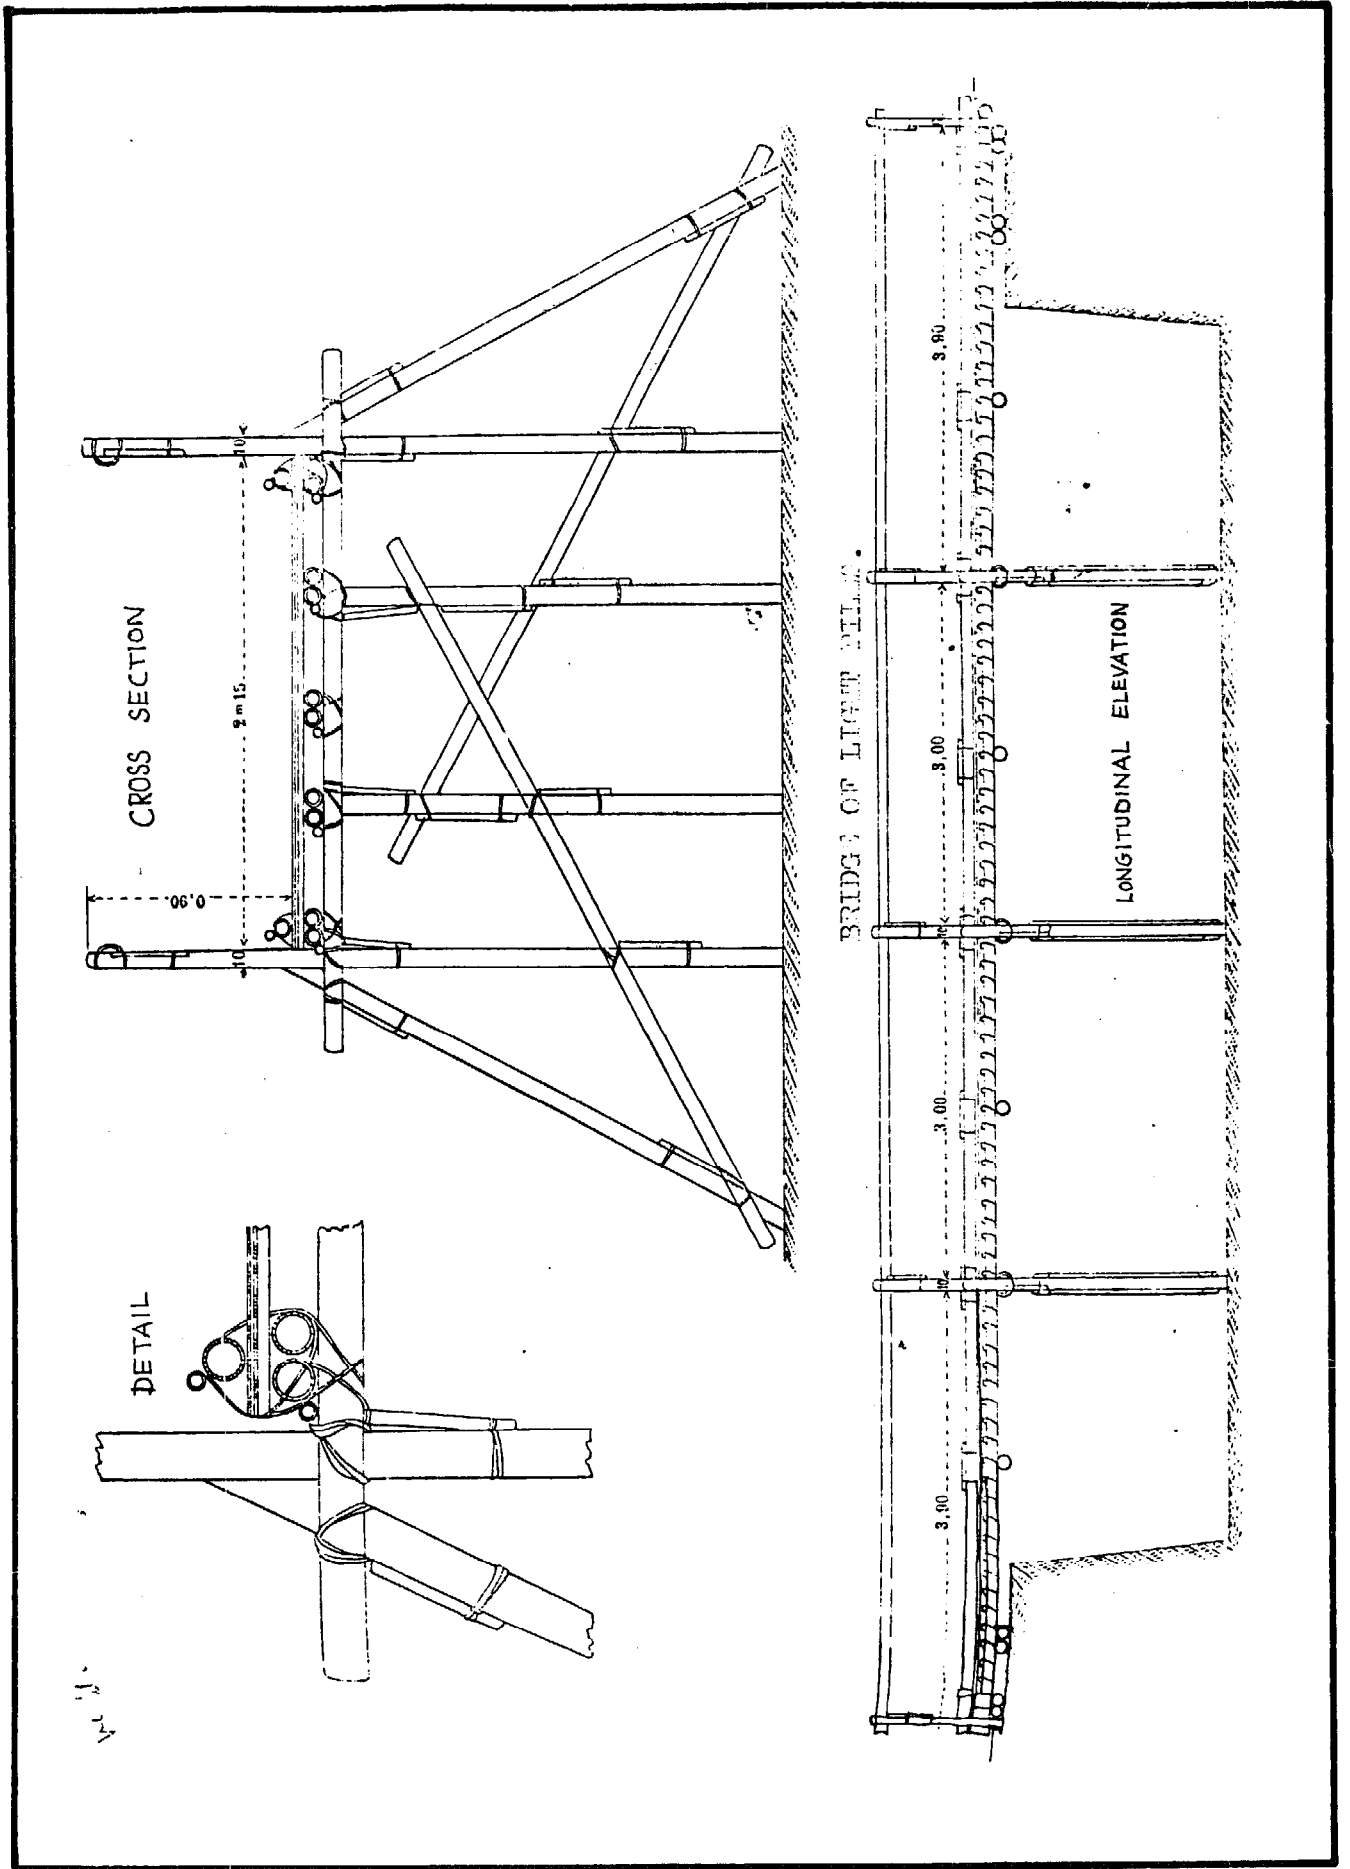 DETAIL
CROSS SECTION
0.90
10 2m15 10
BRIDGE OF LIGHT
3.90 10 3.00 10 3.00 3.90
LONGITUDINAL ELEVATION